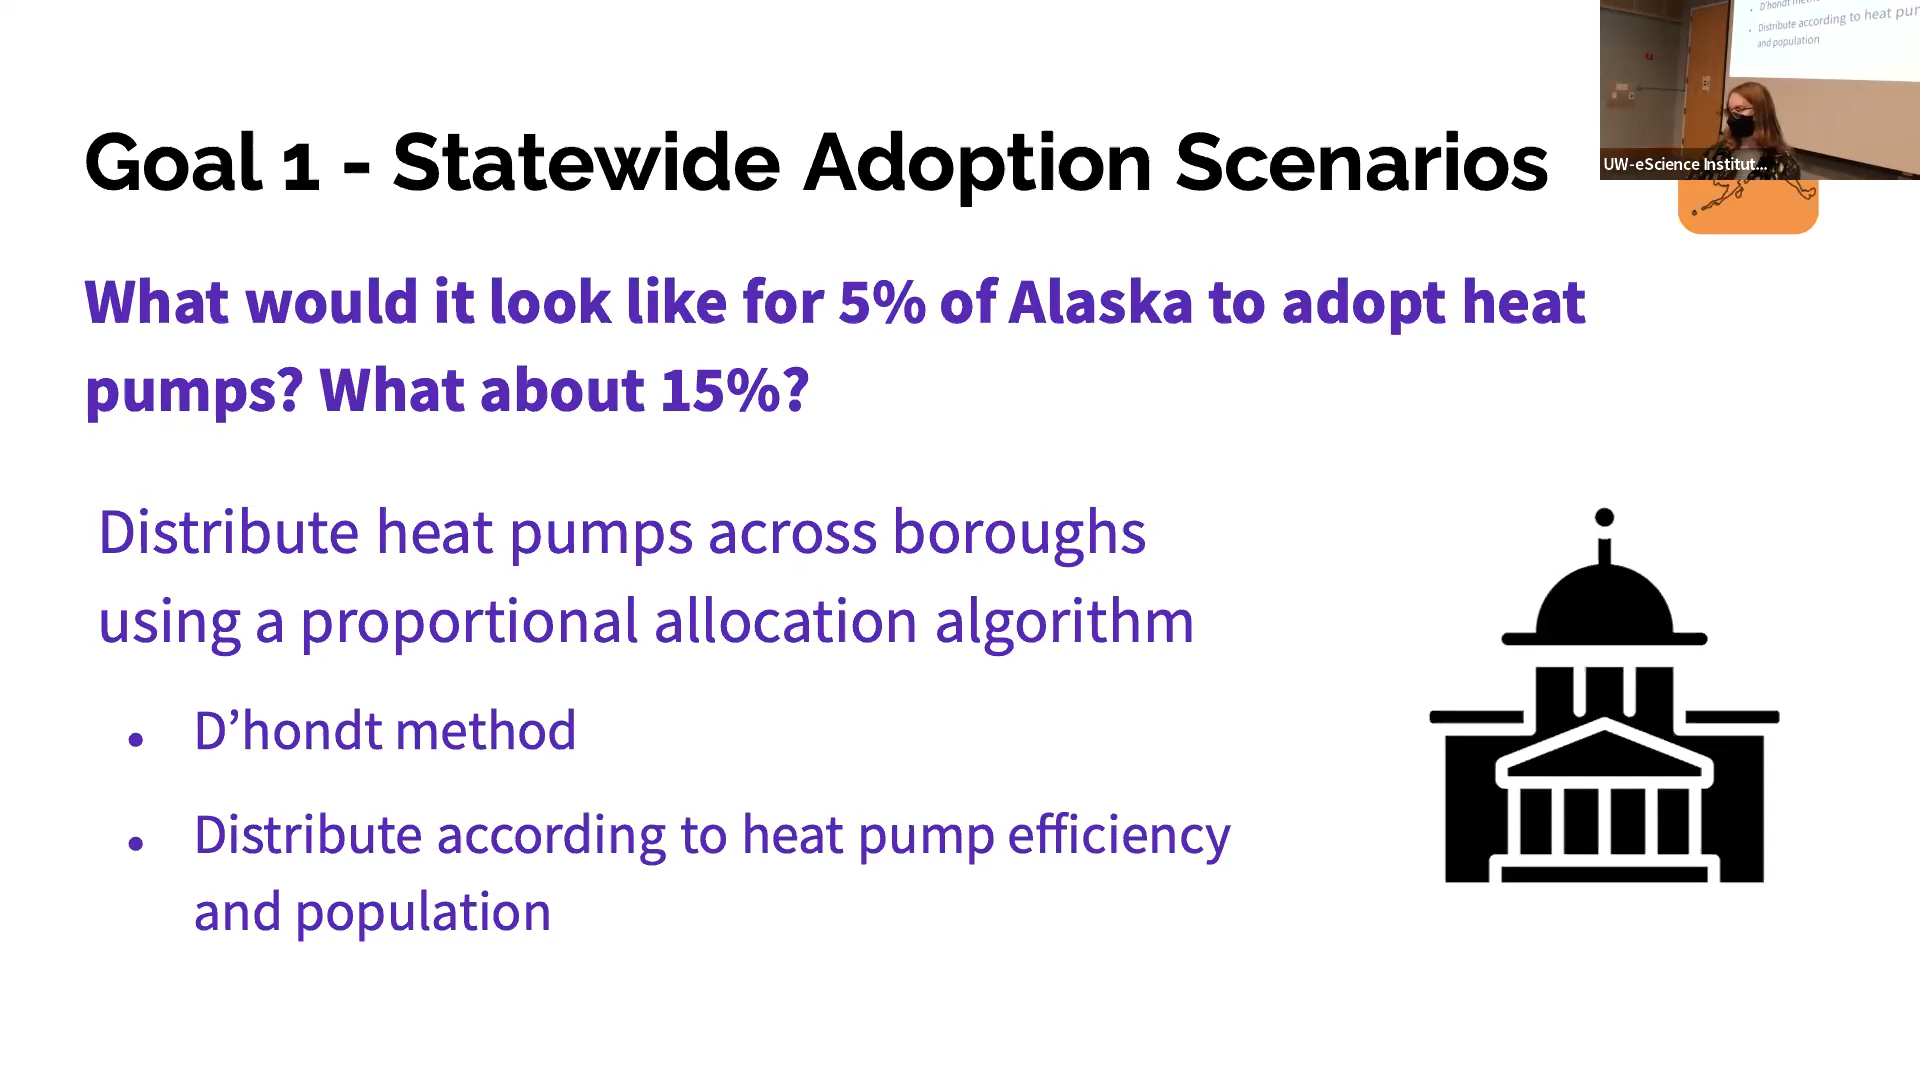 D'hondt
Distribute according to heat pur
and population
UW-eScience Institut...
Goal 1 - Statewide Adoption Scenarios
What would it look like for 5% of Alaska to adopt heat
pumps? What about 15%?
Distribute heat pumps across boroughs
using a proportional allocation algorithm
• D’hondt method
• Distribute according to heat pump efficiency
and population